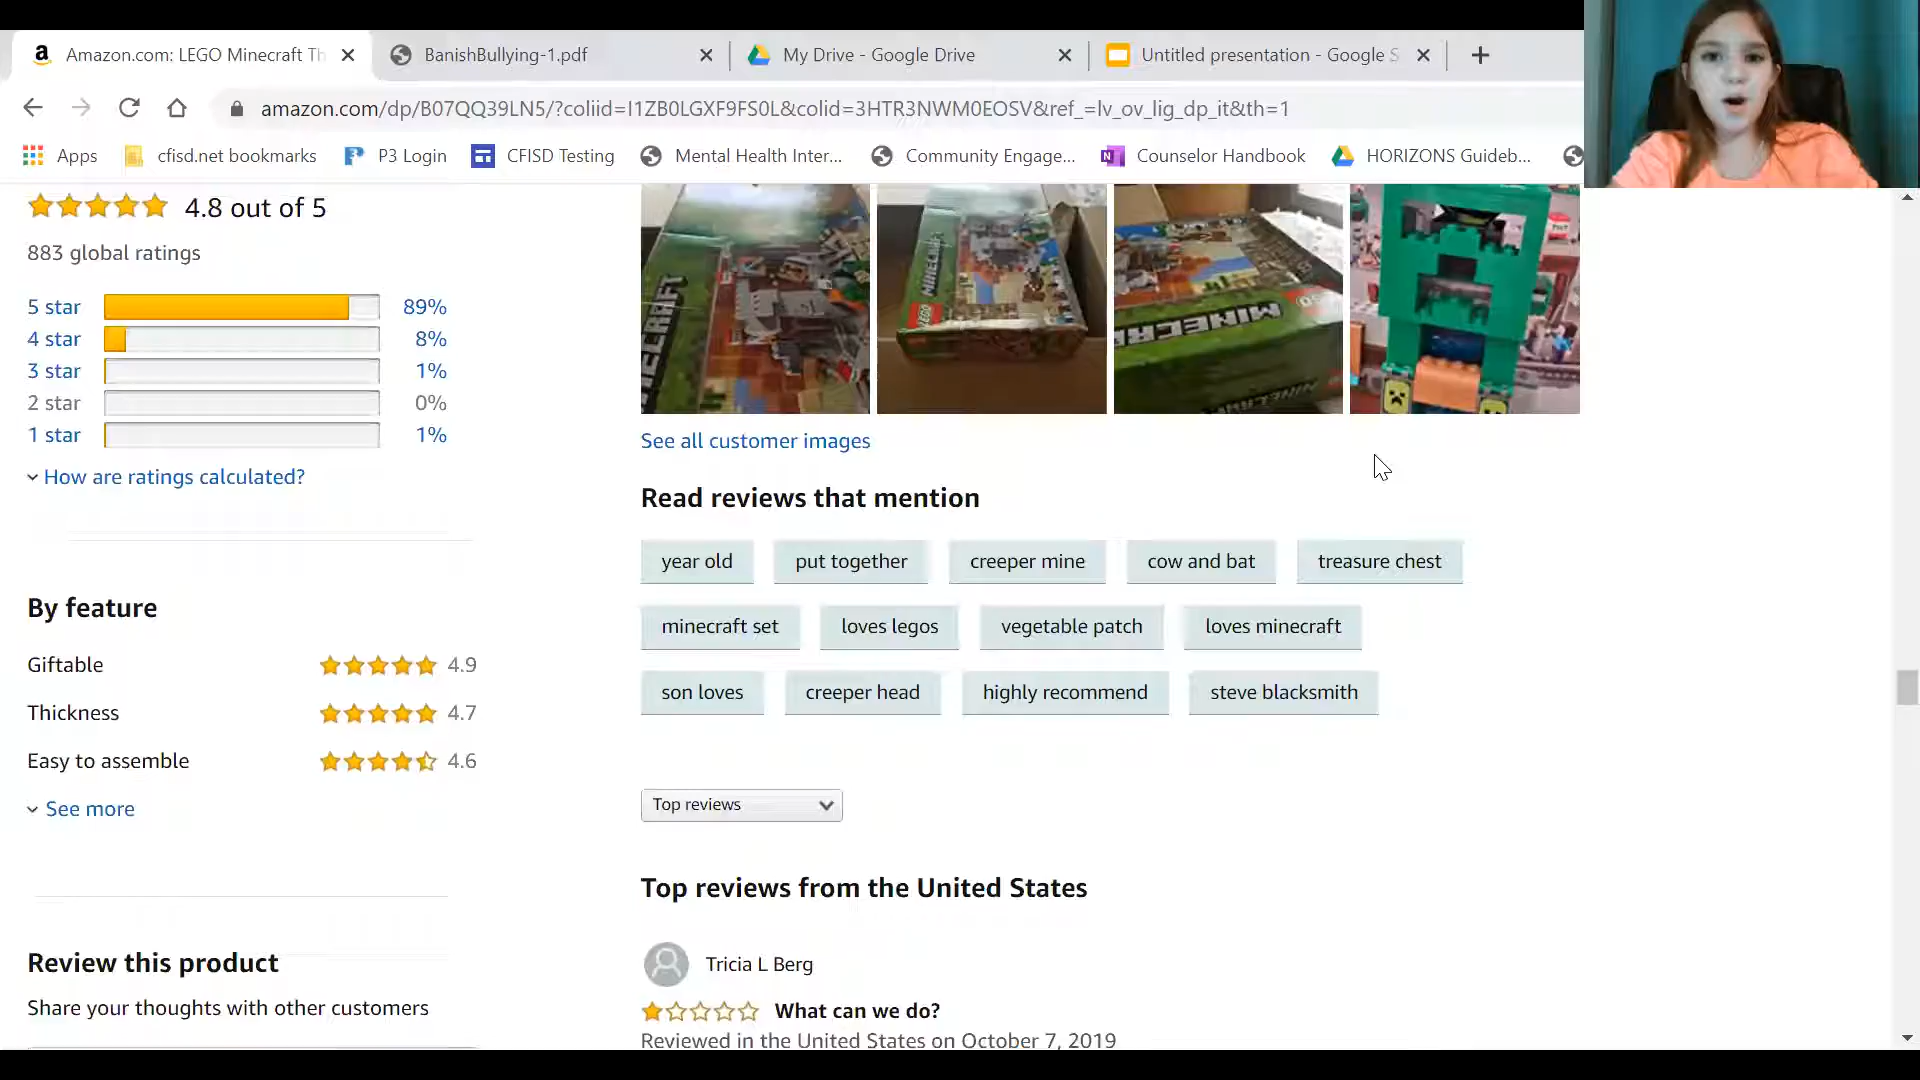 Amazon.com: LEGO Minecraft Th
BanishBullying-1.pdf
My Drive - Google Drive
Untitled presentation - Google S
amazon.com/dp/B07QQ39LN5/?coliid=I1ZB0LGXF9FS0L&colid=3HTR3NWM0EOSV&ref_=lv_ov_lig_dp_it&th=1
Apps
cfisd.net bookmarks
P3 Login
CFISD Testing
Mental Health Inter...
Community Engage...
Counselor Handbook
HORIZONS Guideb...
4.8 out of 5
883 global ratings
5 star 89%
4 star 8%
3 star 1%
2 star 0%
1 star 1%
How are ratings calculated?
By feature
Giftable 4.9
Thickness 4.7
Easy to assemble 4.6
See more
Review this product
Share your thoughts with other customers
MINECRAFT
LEGO
MINECRA
See all customer images
Read reviews that mention
year old put together creeper mine cow and bat treasure chest
minecraft set loves legos vegetable patch loves minecraft
son loves creeper head highly recommend steve blacksmith
Top reviews
Top reviews from the United States
Tricia L Berg
What can we do?
Reviewed in the United States on October 7, 2019